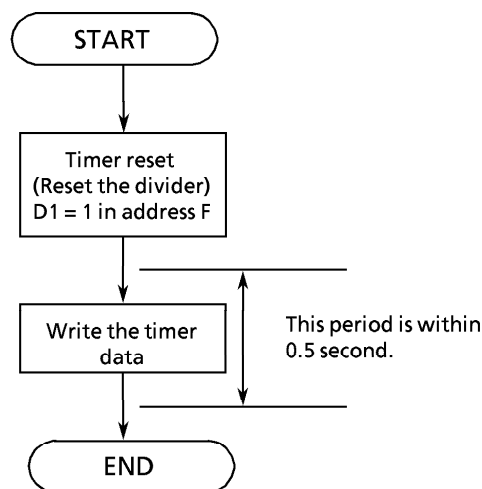 START
Timer reset
(Reset the divider)
D1 = 1 in address F
Write the timer
data
This period is within
0.5 second.
END